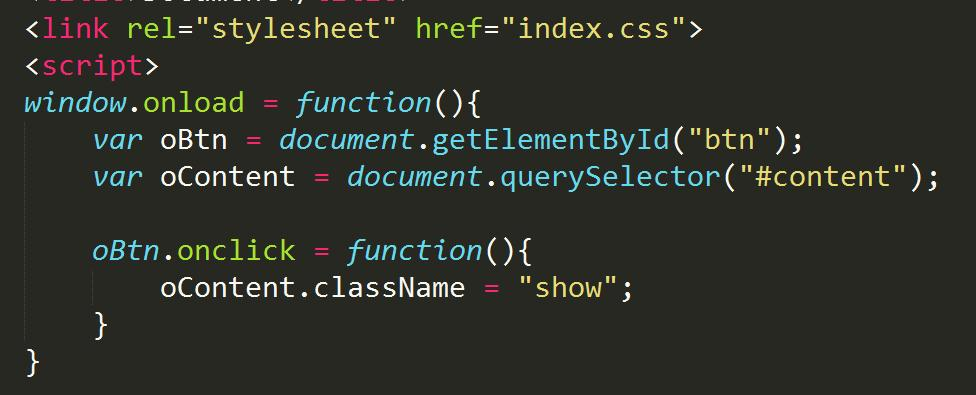 <link rel="stylesheet" href="index.css">
<script>
window.onload = function(){
    var oBtn = document.getElementById("btn");
    var oContent = document.querySelector("#content");

    oBtn.onclick = function(){
        oContent.className = "show";
    }
}